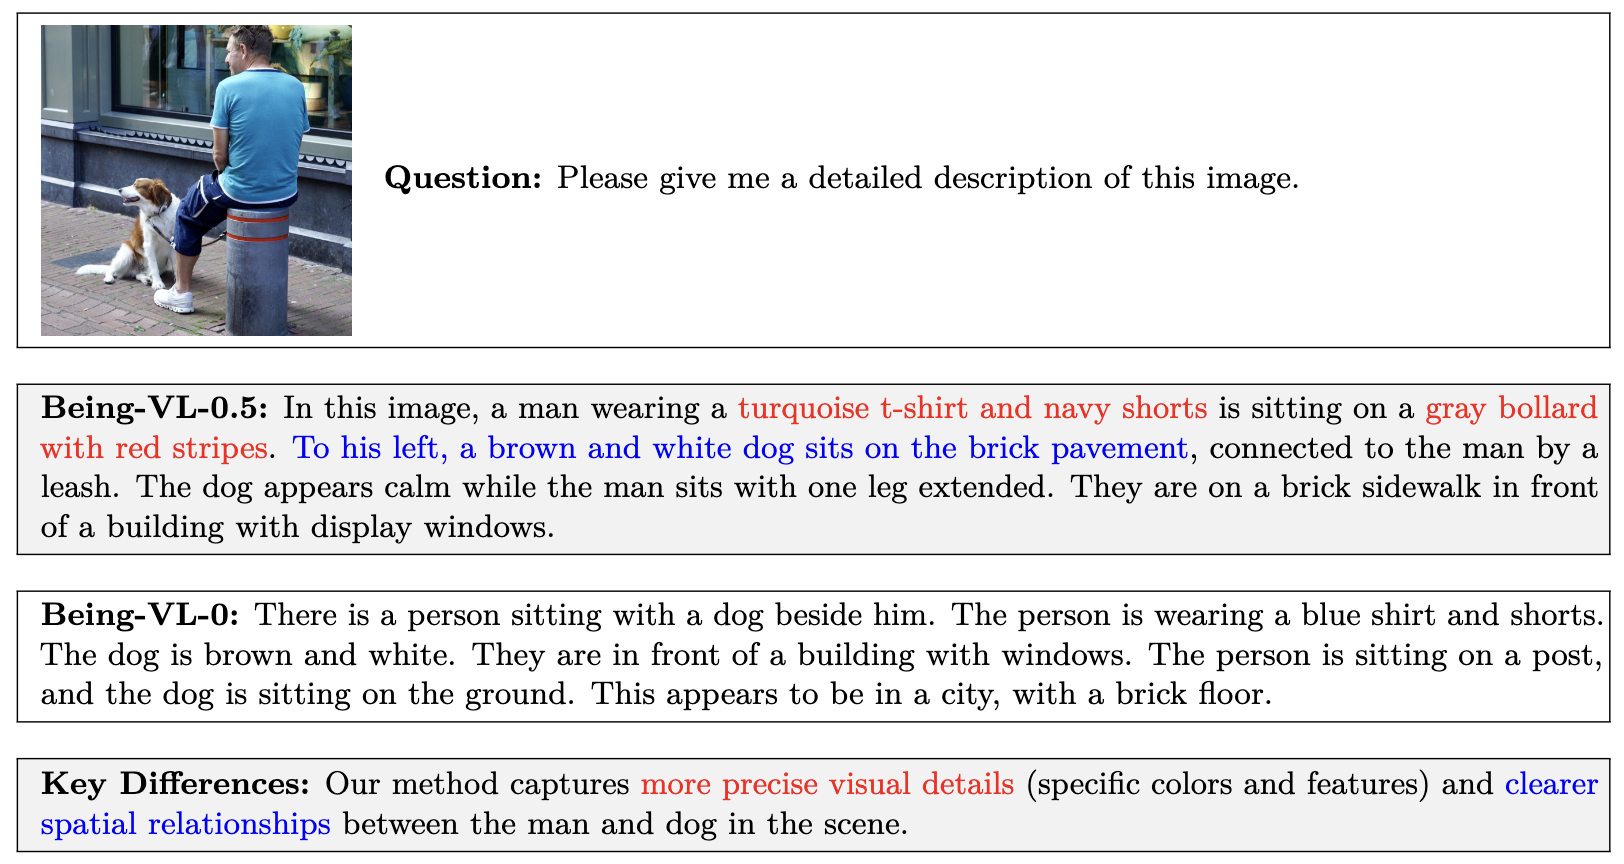 Question: Please give me a detailed description of this image.
Being-VL-0.5: In this image, a man wearing a turquoise t-shirt and navy shorts is sitting on a gray bollard
with red stripes. To his left, a brown and white dog sits on the brick pavement, connected to the man by a
leash. The dog appears calm while the man sits with one leg extended. They are on a brick sidewalk in front
of a building with display windows.
Being-VL-0: There is a person sitting with a dog beside him. The person is wearing a blue shirt and shorts.
The dog is brown and white. They are in front of a building with windows. The person is sitting on a post,
and the dog is sitting on the ground. This appears to be in a city, with a brick floor.
Key Differences: Our method captures more precise visual details (specific colors and features) and clearer
spatial relationships between the man and dog in the scene.